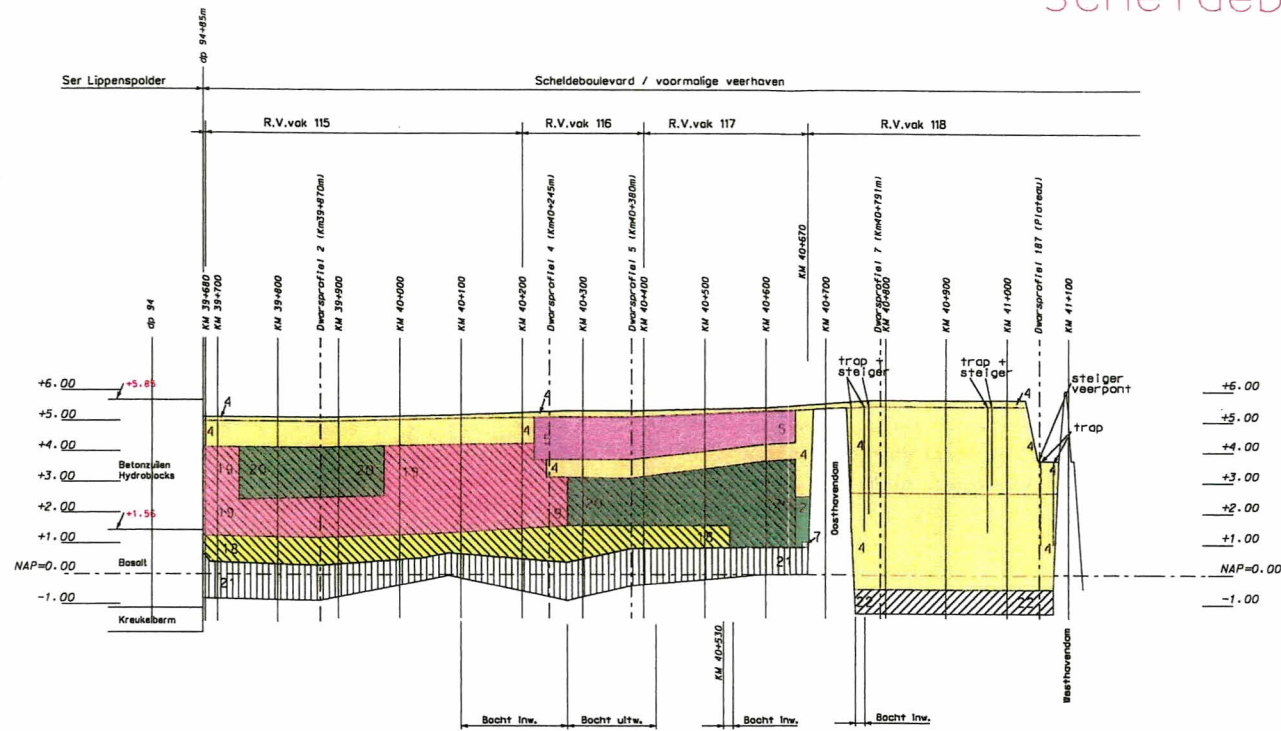 Scheldeb
dp 94+85m
Ser Lippenspolder
Scheldeboulevard / voormalige veerhaven
R.V.vak 115
R.V.vak 116
R.V.vak 117
R.V.vak 118
dp 94
KM 39+680
KM 39+700
KM 39+800
Dwarsprofiel 2 (Km39+870m)
KM 39+900
KM 40+000
KM 40+100
KM 40+200
Dwarsprofiel 4 (Km40+245m)
KM 40+300
Dwarsprofiel 5 (Km40+380m)
KM 40+400
KM 40+500
KM 40+600
KM 40+670
KM 40+700
Dwarsprofiel 7 (Km40+791m)
KM 40+800
KM 40+900
KM 41+000
Dwarsprofiel 187 (Plateau)
KM 41+100
trap +
steiger
trap +
steiger
steiger
veerpont
trap
+6.00
+5.85
+5.00
+4.00
+3.00
+2.00
+1.56
+1.00
NAP=0.00
-1.00
Betonzuilen
Hydroblocks
Basalt
Kreukelberm
4
4
19
20
20
19
19
18
21
4
5
5
4
4
19
20
20
18
21
7
7
Oosthavendam
4
4
4
4
4
4
22
22
Westhavendam
+6.00
+5.00
+4.00
+3.00
+2.00
+1.00
NAP=0.00
-1.00
KM 40+530
Bocht inw.
Bocht uitw.
Bocht inw.
Bocht inw.